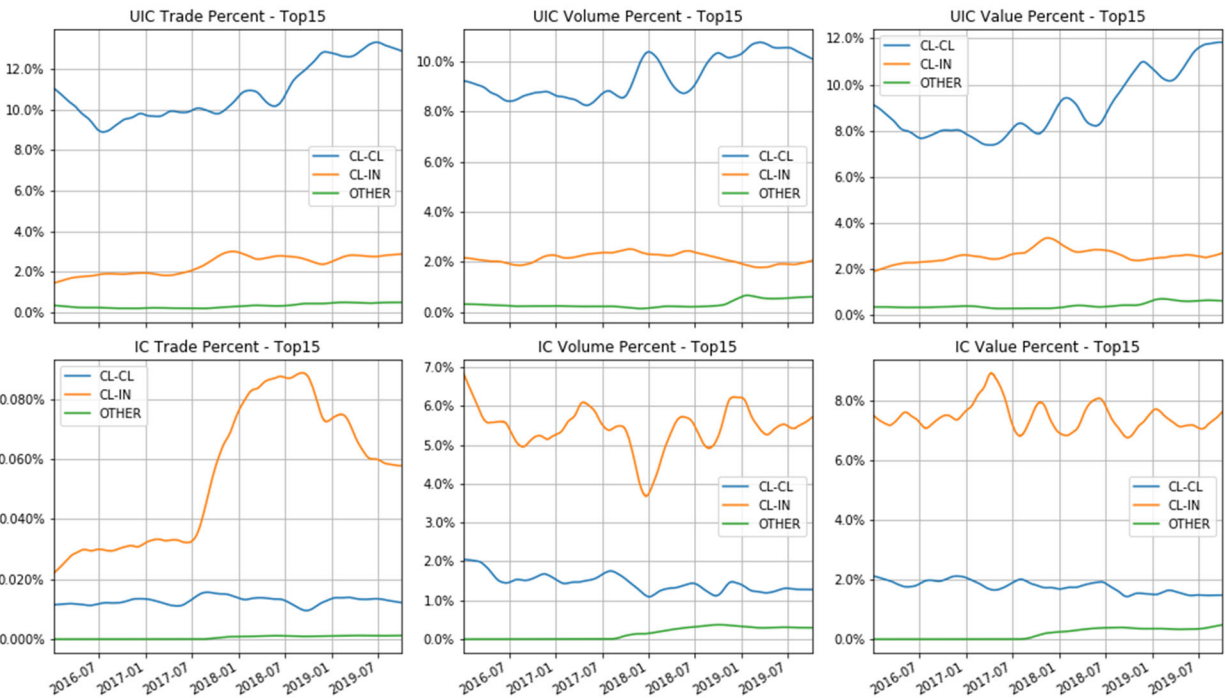 UIC Trade Percent - Top15
12.0%
10.0%
8.0%
6.0%
4.0%
2.0%
0.0%
CL-CL
CL-IN
OTHER
UIC Volume Percent - Top15
10.0%
8.0%
6.0%
4.0%
2.0%
0.0%
CL-CL
CL-IN
OTHER
UIC Value Percent - Top15
12.0%
10.0%
8.0%
6.0%
4.0%
2.0%
0.0%
CL-CL
CL-IN
OTHER
IC Trade Percent - Top15
0.080%
0.060%
0.040%
0.020%
0.000%
CL-CL
CL-IN
OTHER
2016-07
2017-01
2017-07
2018-01
2018-07
2019-01
2019-07
IC Volume Percent - Top15
7.0%
6.0%
5.0%
4.0%
3.0%
2.0%
1.0%
0.0%
CL-CL
CL-IN
OTHER
2016-07
2017-01
2017-07
2018-01
2018-07
2019-01
2019-07
IC Value Percent - Top15
8.0%
6.0%
4.0%
2.0%
0.0%
CL-CL
CL-IN
OTHER
2016-07
2017-01
2017-07
2018-01
2018-07
2019-01
2019-07